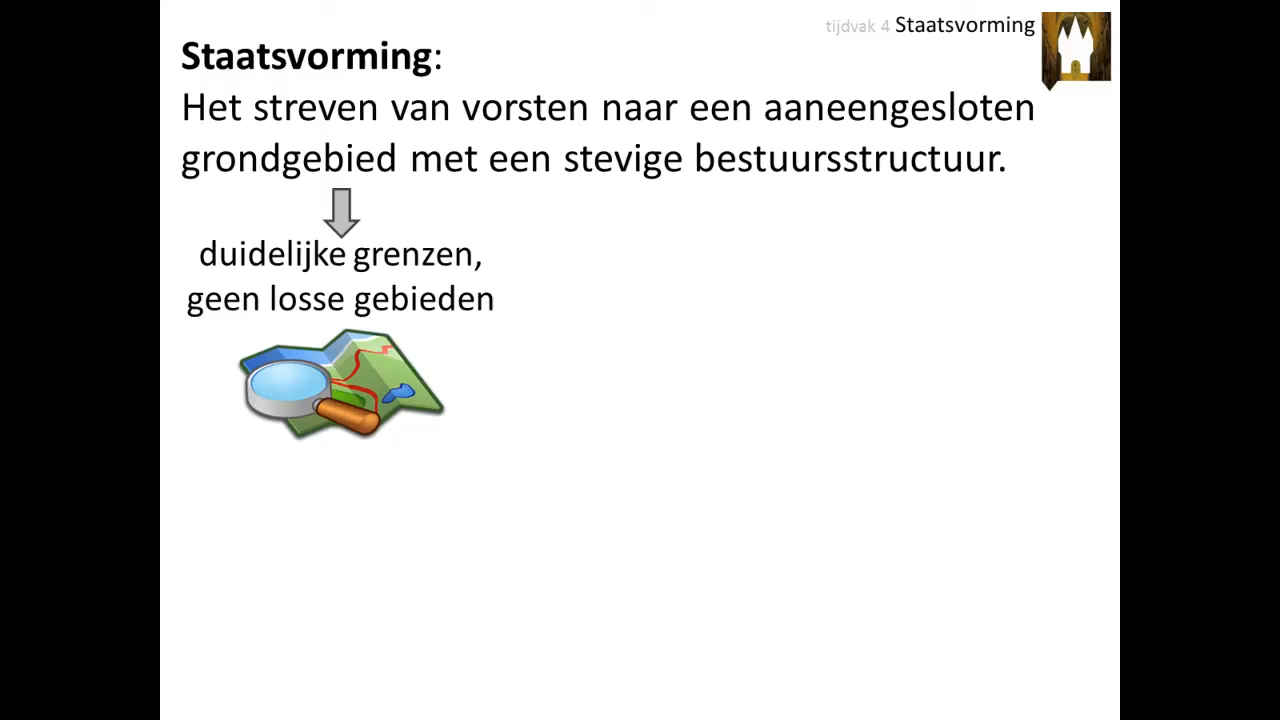 tijdvak 4 Staatsvorming
Staatsvorming:
Het streven van vorsten naar een aaneengesloten
grondgebied met een stevige bestuursstructuur.
duidelijke grenzen,
geen losse gebieden